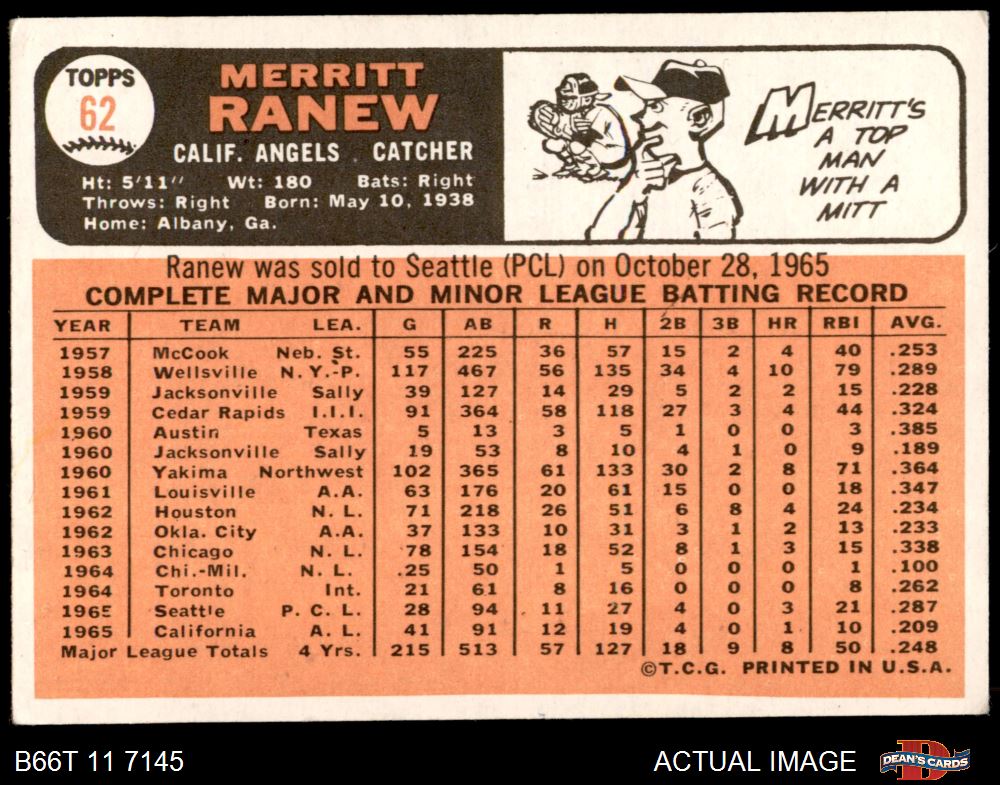 TOPPS
62
MERRITT
RANEW
CALIF. ANGELS . CATCHER
Ht: 5'11" Wt: 180 Bats: Right
Throws: Right Born: May 10, 1938
Home: Albany, Ga.
MERRITT'S
A TOP
MAN
WITH A
MITT
Ranew was sold to Seattle (PCL) on October 28, 1965
COMPLETE MAJOR AND MINOR LEAGUE BATTING RECORD
YEAR TEAM LEA. G AB R H 2B 3B HR RBI AVG.
1957 McCook Neb. St. 55 225 36 57 15 2 4 40 .253
1958 Wellsville N.Y.-P. 117 467 56 135 34 4 10 79 .289
1959 Jacksonville Sally 39 127 14 29 5 2 2 15 .228
1959 Cedar Rapids I.I.I. 91 364 58 118 27 3 4 44 .324
1960 Austin Texas 5 13 3 5 1 0 0 3 .385
1960 Jacksonville Sally 19 53 8 10 4 1 0 9 .189
1960 Yakima Northwest 102 365 61 133 30 2 8 71 .364
1961 Louisville A.A. 63 176 20 61 15 0 0 18 .347
1962 Houston N. L. 71 218 26 51 6 8 4 24 .234
1962 Okla. City A.A. 37 133 10 31 3 1 2 13 .233
1963 Chicago N. L. 78 154 18 52 8 1 3 15 .338
1964 Chi.-Mil. N. L. .25 50 1 5 0 0 0 1 .100
1964 Toronto Int. 21 61 8 16 0 0 0 8 .262
1965 Seattle P. C. L. 28 94 11 27 4 0 3 21 .287
1965 California A. L. 41 91 12 19 4 0 1 10 .209
Major League Totals 4 Yrs. 215 513 57 127 18 9 8 50 .248
©T.C.G. PRINTED IN U.S.A.
B66T 11 7145 ACTUAL IMAGE DEAN'S CARDS